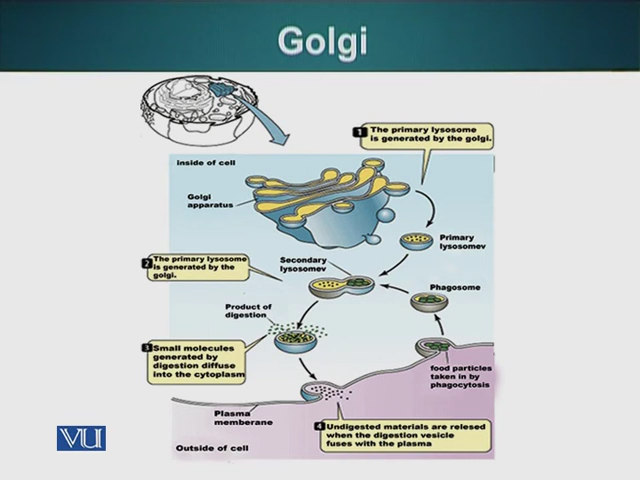 Golgi
1 The primary lysosome
is generated by the golgi.
inside of cell
Golgi
apparatus
Primary
lysosomev
2 The primary lysosome
is generated by the
golgi.
Secondary
lysosomev
Phagosome
Product of
digestion
3 Small molecules
generated by
digestion diffuse
into the cytoplasm
food particles
taken in by
phagocytosis
Plasma
memberane
4 Undigested materials are relesed
when the digestion vesicle
fuses with the plasma
Outside of cell
VU